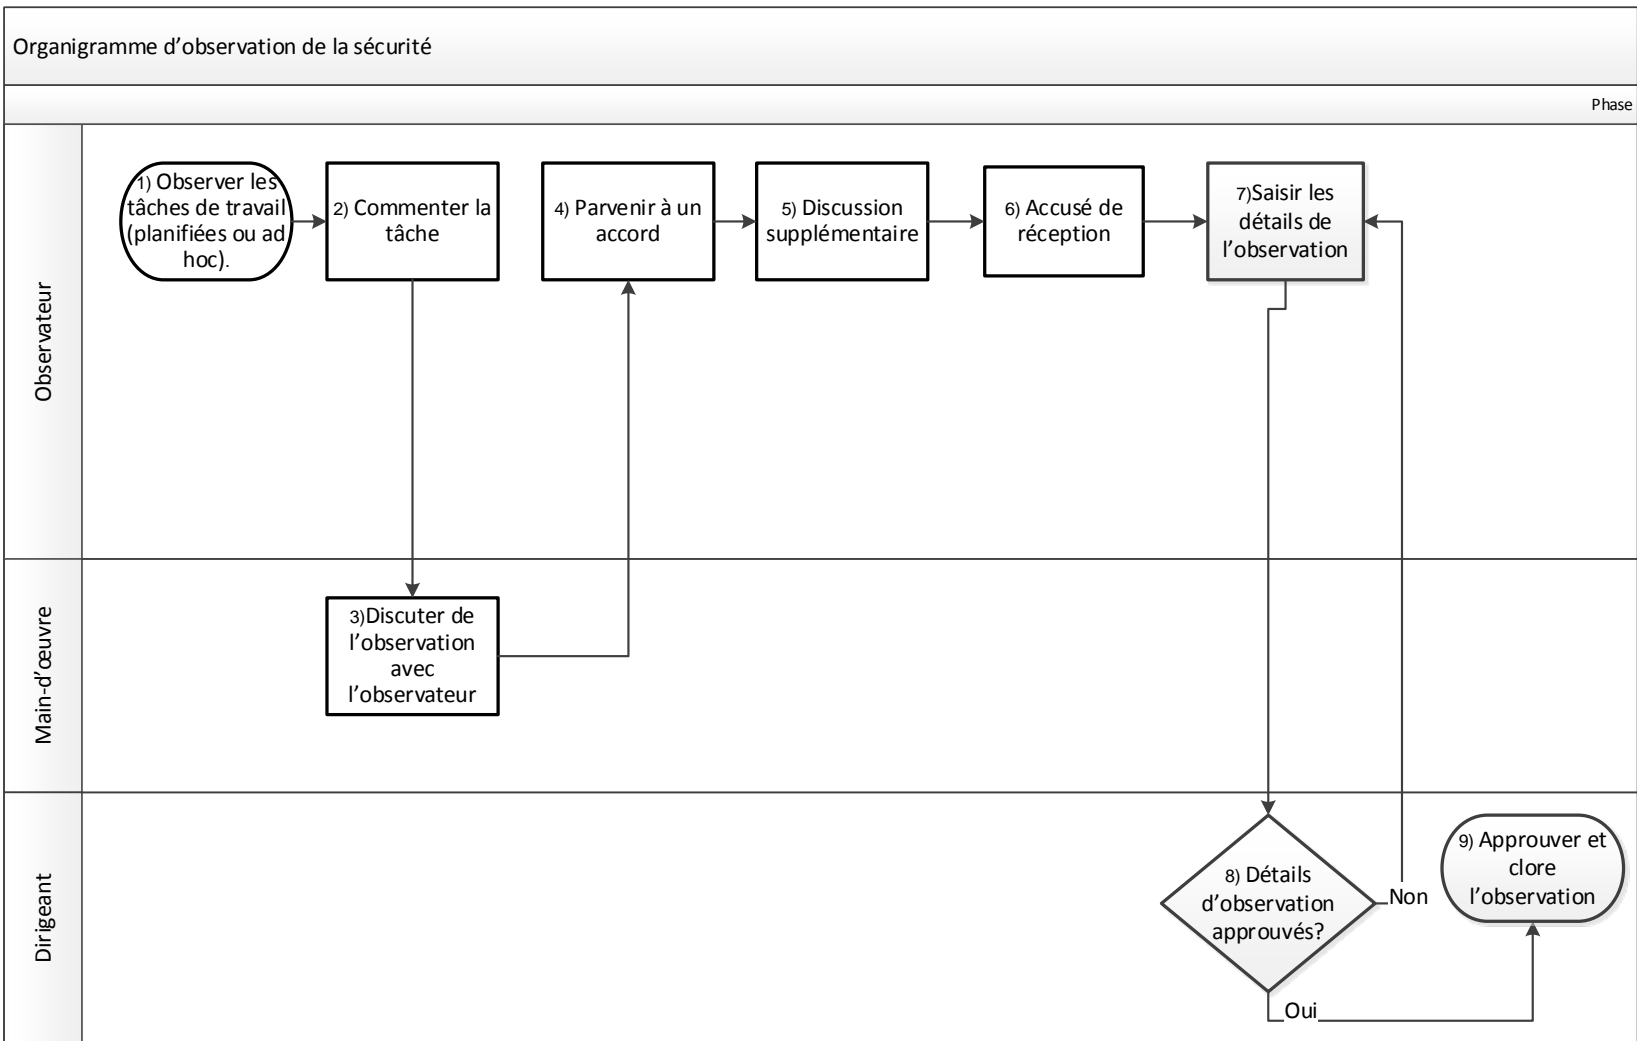 Organigramme d’observation de la sécurité
Phase
Observateur
1) Observer les
tâches de travail
(planifiées ou ad
hoc).
2) Commenter la
tâche
4) Parvenir à un
accord
5) Discussion
supplémentaire
6) Accusé de
réception
7)Saisir les
détails de
l’observation
Main-d’œuvre
3)Discuter de
l’observation
avec
l’observateur
Dirigeant
8) Détails
d’observation
approuvés?
Non
Oui
9) Approuver et
clore
l’observation